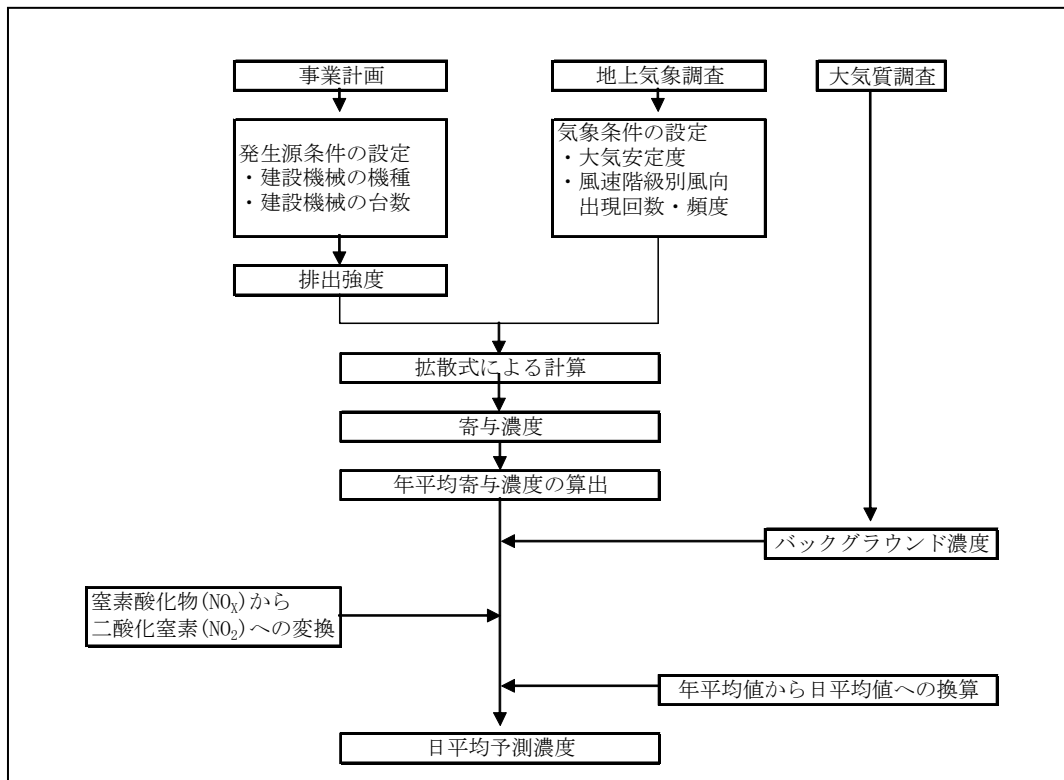 事業計画
地上気象調査
大気質調査
発生源条件の設定
・建設機械の機種
・建設機械の台数
気象条件の設定
・大気安定度
・風速階級別風向
出現回数・頻度
排出強度
拡散式による計算
寄与濃度
年平均寄与濃度の算出
バックグラウンド濃度
窒素酸化物(NOX)から
二酸化窒素(NO2)への変換
年平均値から日平均値への換算
日平均予測濃度